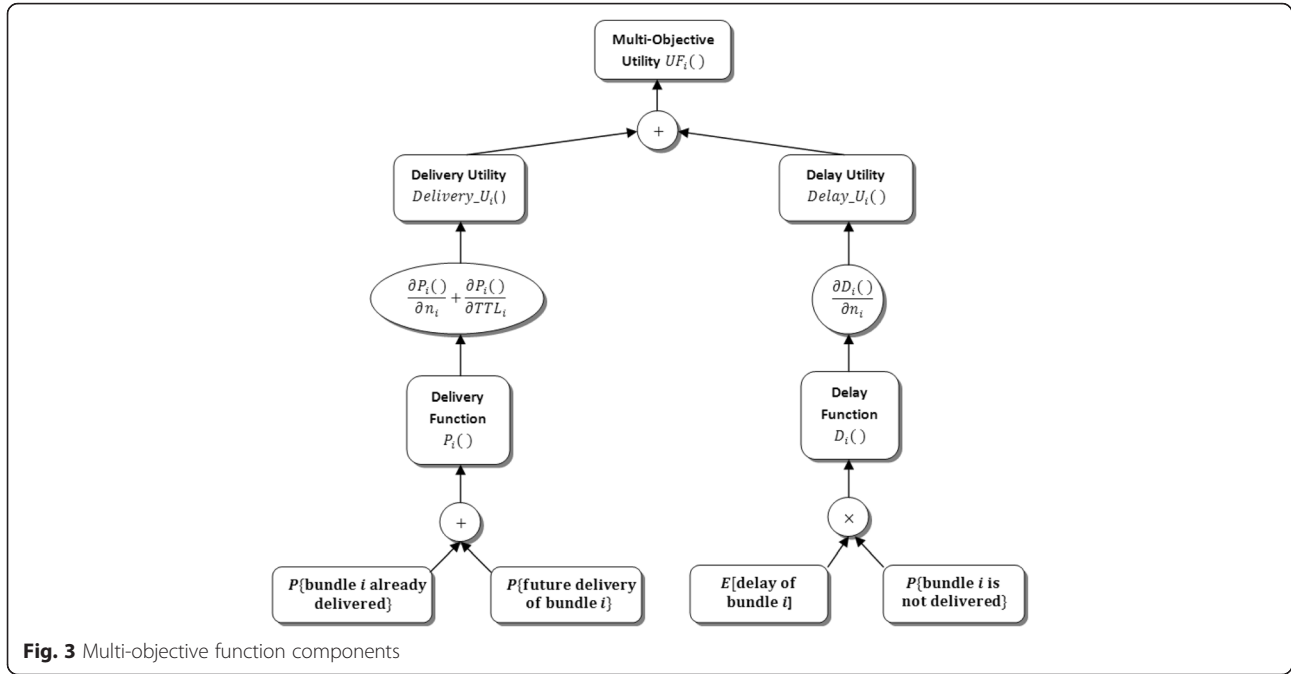 Multi-Objective
Utility UF_i( )
+
Delivery Utility
Delivery_U_i( )
Delay Utility
Delay_U_i( )
∂P_i( )/∂n_i + ∂P_i( )/∂TTL_i
∂D_i( )/∂n_i
Delivery
Function
P_i( )
Delay
Function
D_i( )
+
×
P{bundle i already
delivered}
P{future delivery
of bundle i}
E[delay of
bundle i]
P{bundle i is
not delivered}
Fig. 3 Multi-objective function components